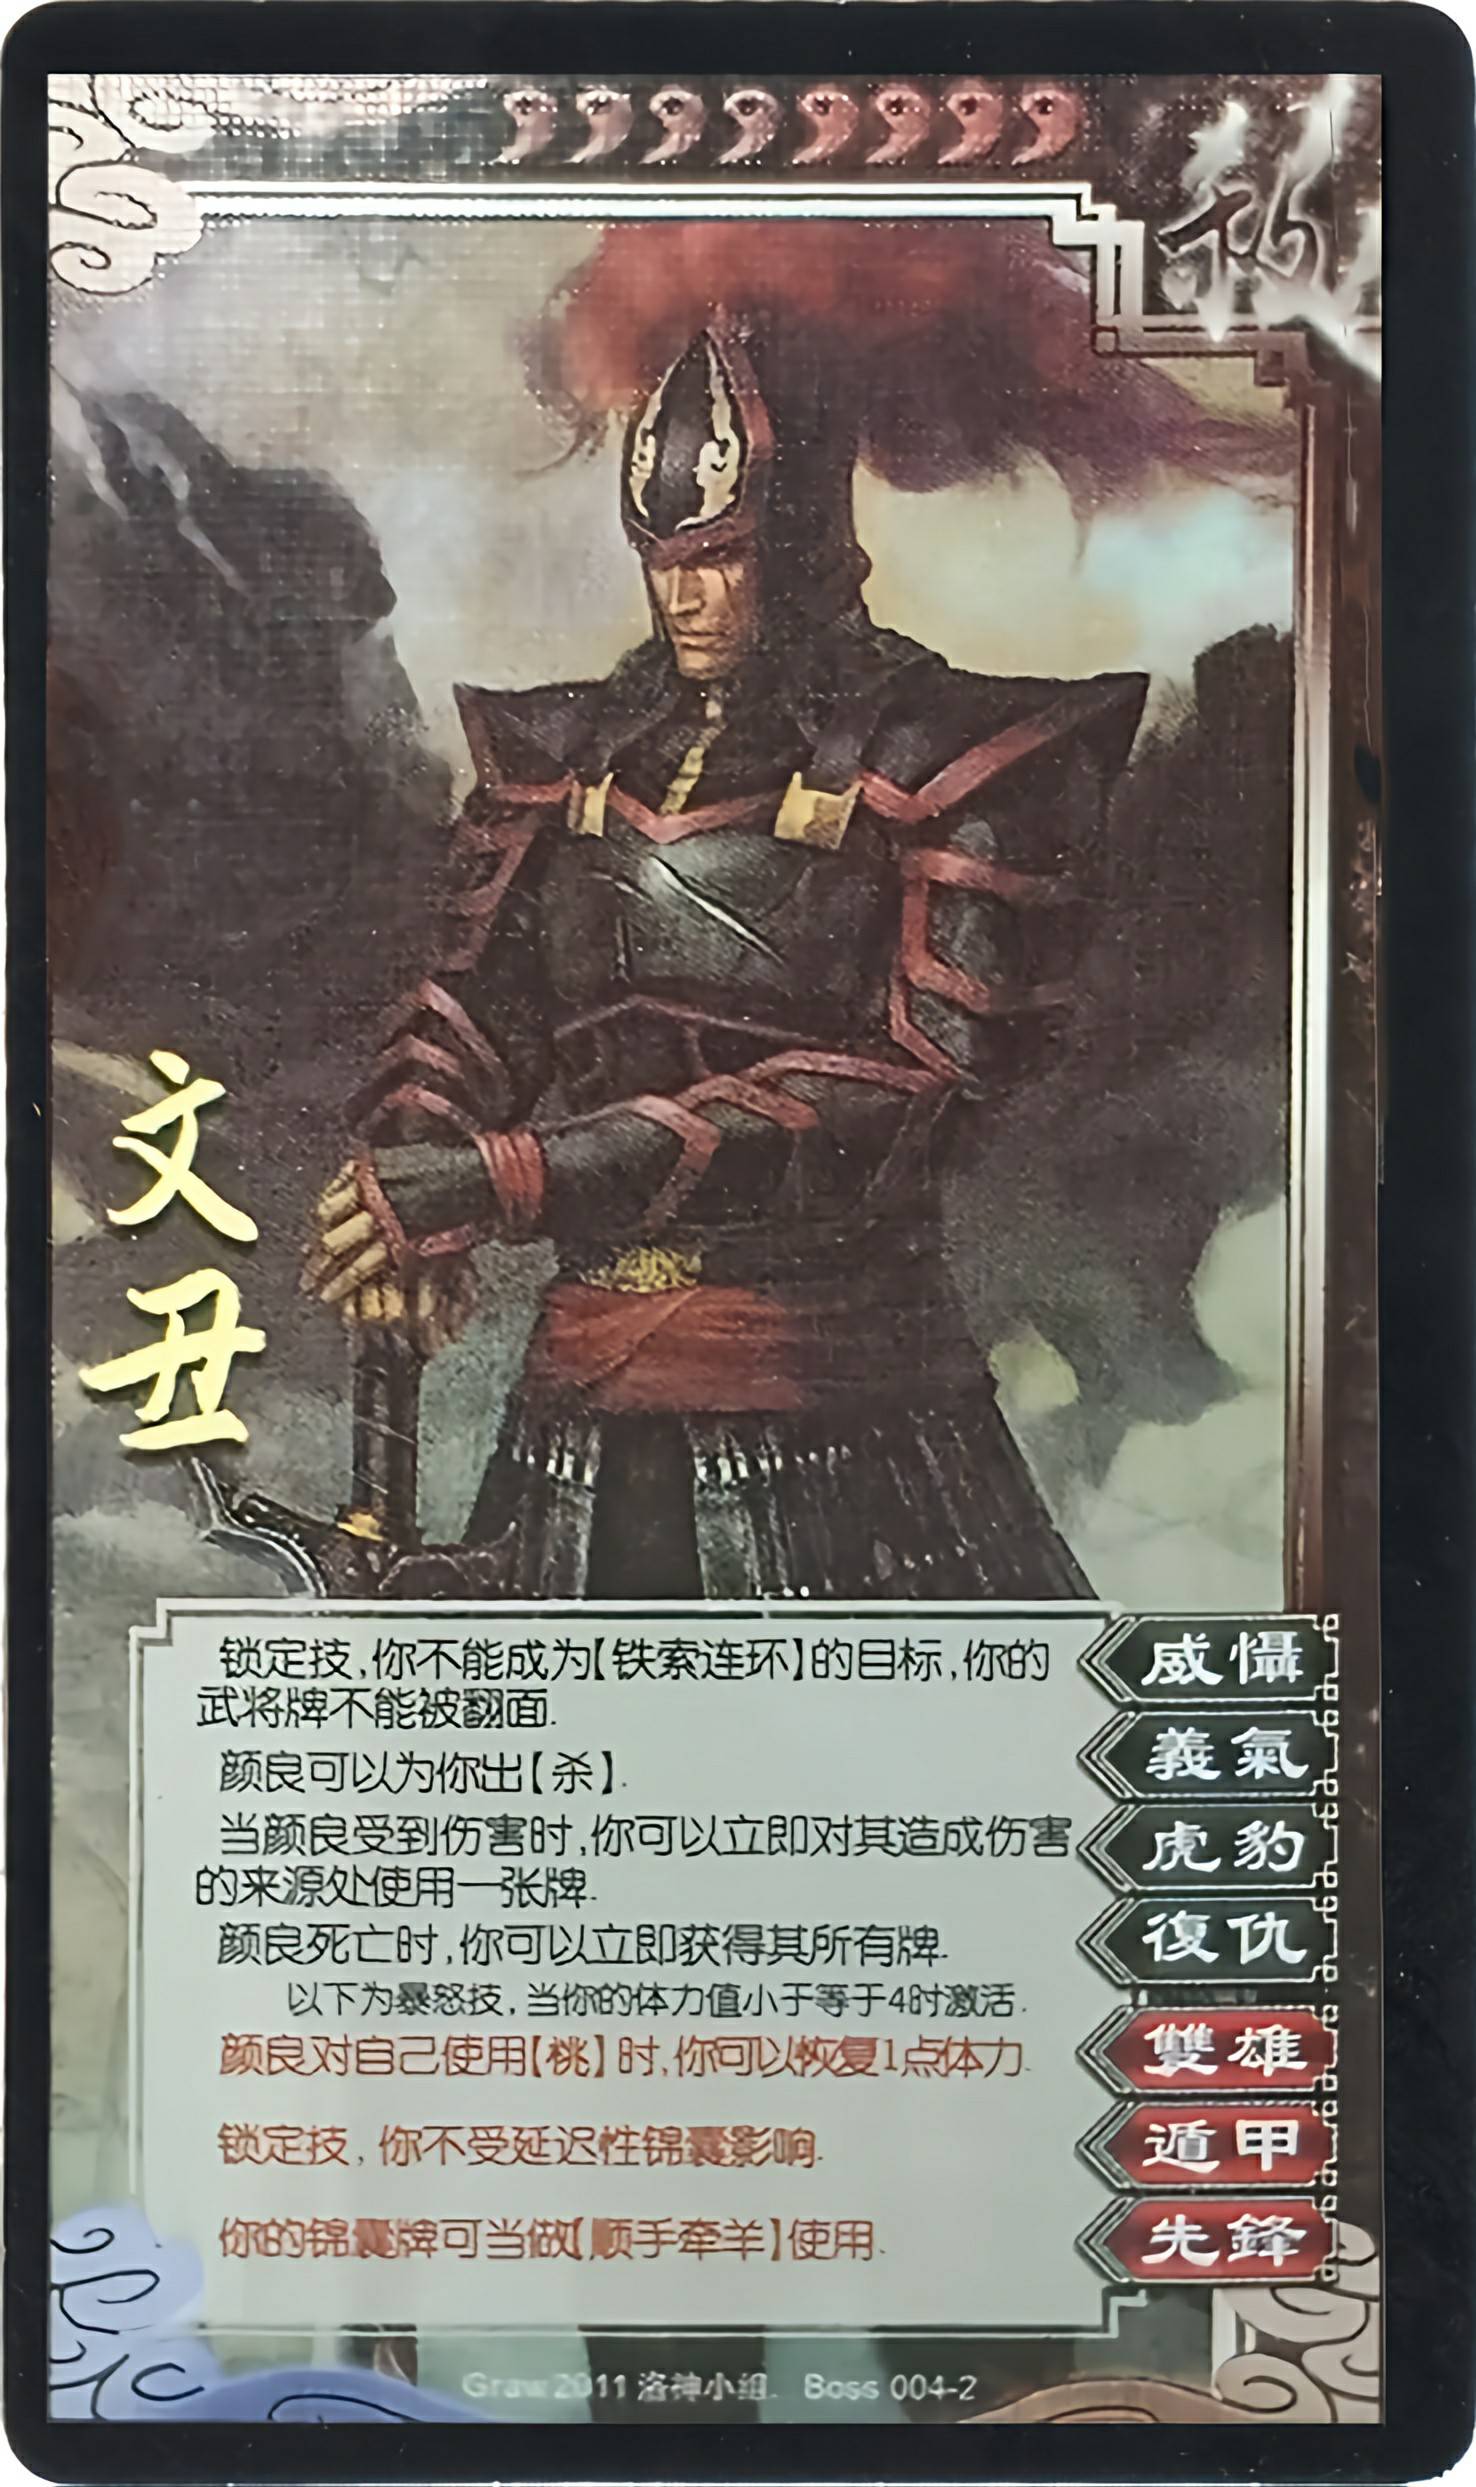 文丑
锁定技,你不能成为【铁索连环】的目标,你的
武将牌不能被翻面.
威懾
颜良可以为你出【杀】.
義氣
当颜良受到伤害时,你可以立即对其造成伤害
的来源处使用一张牌.
虎豹
颜良死亡时,你可以立即获得其所有牌.
復仇
以下为暴怒技,当你的体力值小于等于4时激活.
颜良对自己使用【桃】时,你可以恢复1点体力.
雙雄
锁定技,你不受延迟性锦囊影响.
遁甲
你的锦囊牌可当做【顺手牵羊】使用.
先鋒
Graw 2011 洛神小组. Boss 004-2